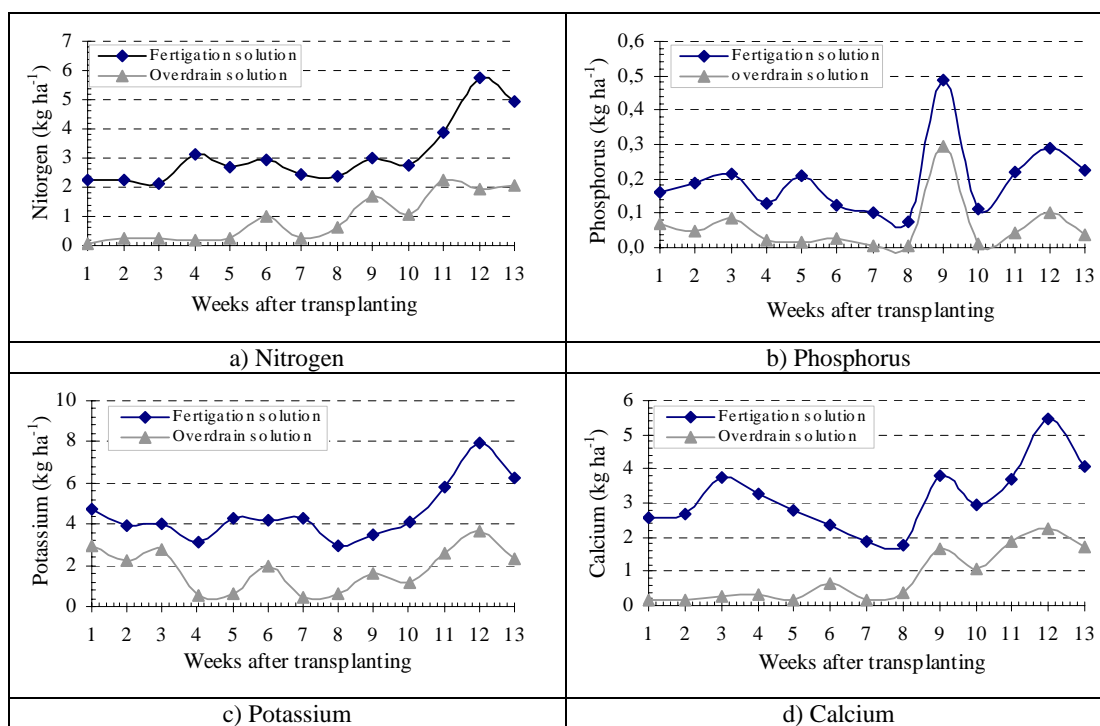 Nitorgen (kg ha-1)
7
6
5
4
3
2
1
0
Fertigation solution
Overdrain solution
1 2 3 4 5 6 7 8 9 10 11 12 13
Weeks after transplanting
a) Nitrogen
Phosphorus (kg ha-1)
0,6
0,5
0,4
0,3
0,2
0,1
0,0
Fertigation solution
overdrain solution
1 2 3 4 5 6 7 8 9 10 11 12 13
Weeks after transplanting
b) Phosphorus
Potassium (kg ha-1)
10
8
6
4
2
0
Fertigation solution
Overdrain solution
1 2 3 4 5 6 7 8 9 10 11 12 13
Weeks after transplanting
c) Potassium
Calcium (kg ha-1)
6
5
4
3
2
1
0
Fertigation solution
Overdrain solution
1 2 3 4 5 6 7 8 9 10 11 12 13
Weeks after transplanting
d) Calcium